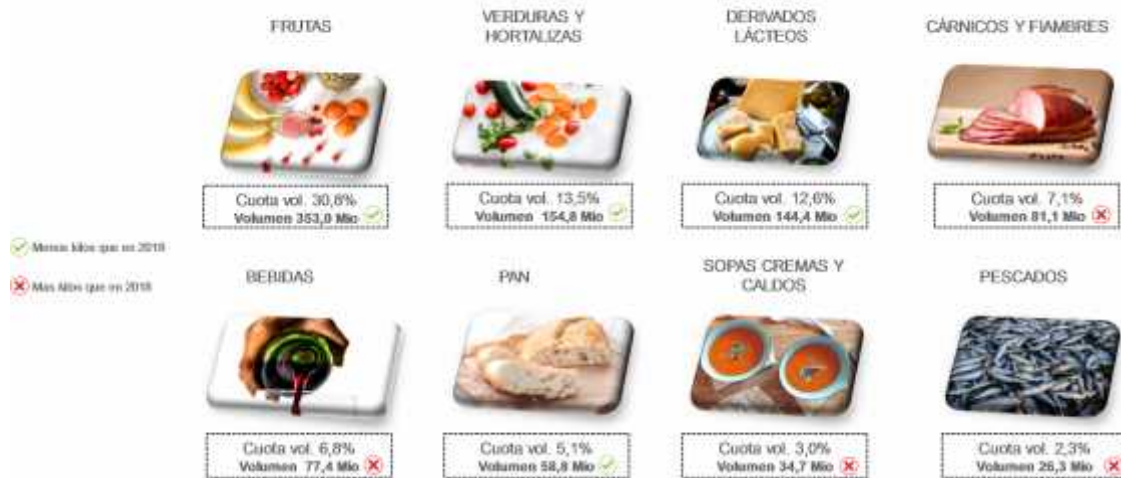 FRUTAS
VERDURAS Y
HORTALIZAS
DERIVADOS
LÁCTEOS
CÁRNICOS Y FIAMBRES
Cuota vol. 30,8%
Volumen 353,0 Mio
Cuota vol. 13,5%
Volumen 154,8 Mio
Cuota vol. 12,6%
Volumen 144,4 Mio
Cuota vol. 7,1%
Volumen 81,1 Mio
Menos kilos que en 2018
Mas kilos que en 2018
BEBIDAS
PAN
SOPAS CREMAS Y
CALDOS
PESCADOS
Cuota vol. 6,8%
Volumen 77,4 Mio
Cuota vol. 5,1%
Volumen 58,8 Mio
Cuota vol. 3,0%
Volumen 34,7 Mio
Cuota vol. 2,3%
Volumen 26,3 Mio